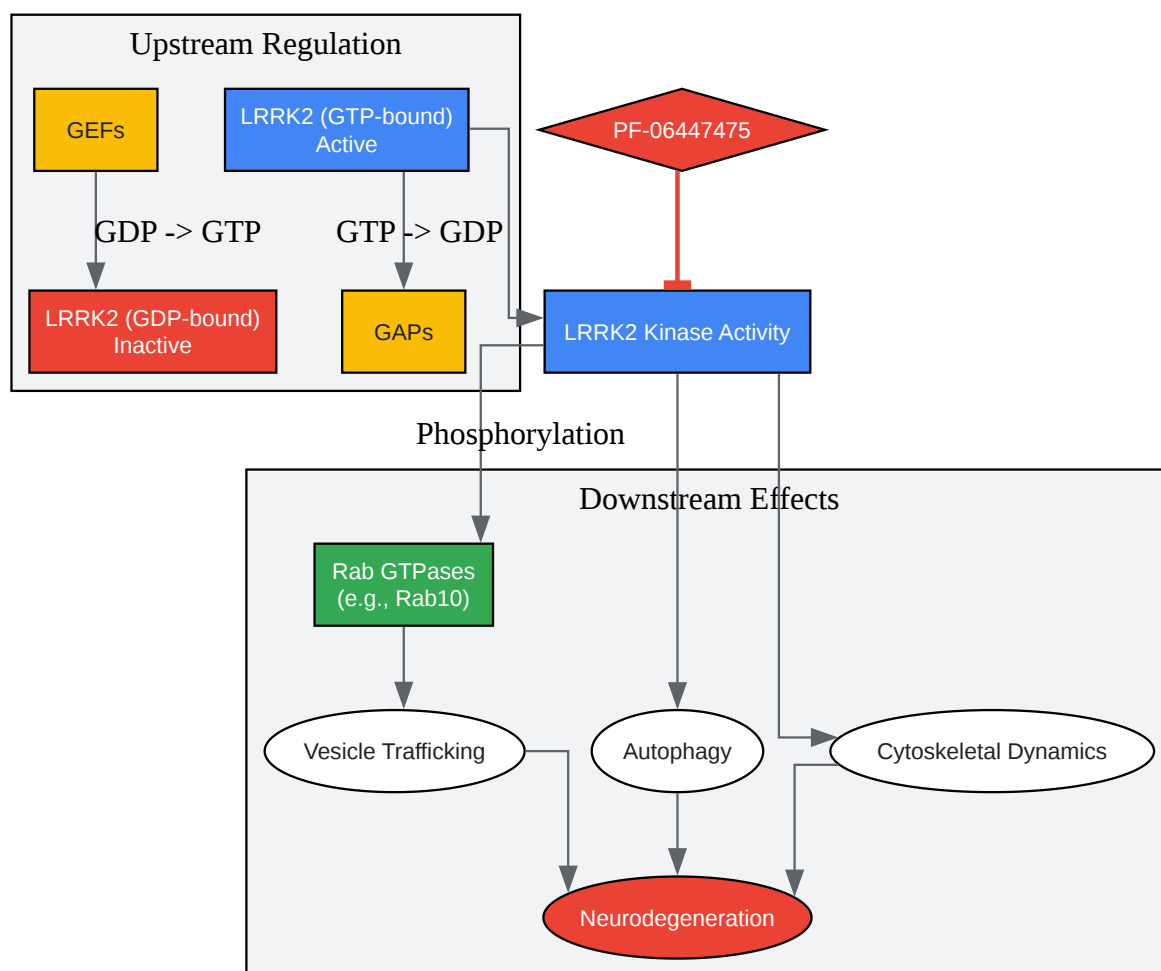 Upstream Regulation
GEFs
LRRK2 (GTP-bound)
Active
PF-06447475
GDP -> GTP
GTP -> GDP
LRRK2 (GDP-bound)
Inactive
GAPs
LRRK2 Kinase Activity
Phosphorylation
Downstream Effects
Rab GTPases
(e.g., Rab10)
Vesicle Trafficking
Autophagy
Cytoskeletal Dynamics
Neurodegeneration